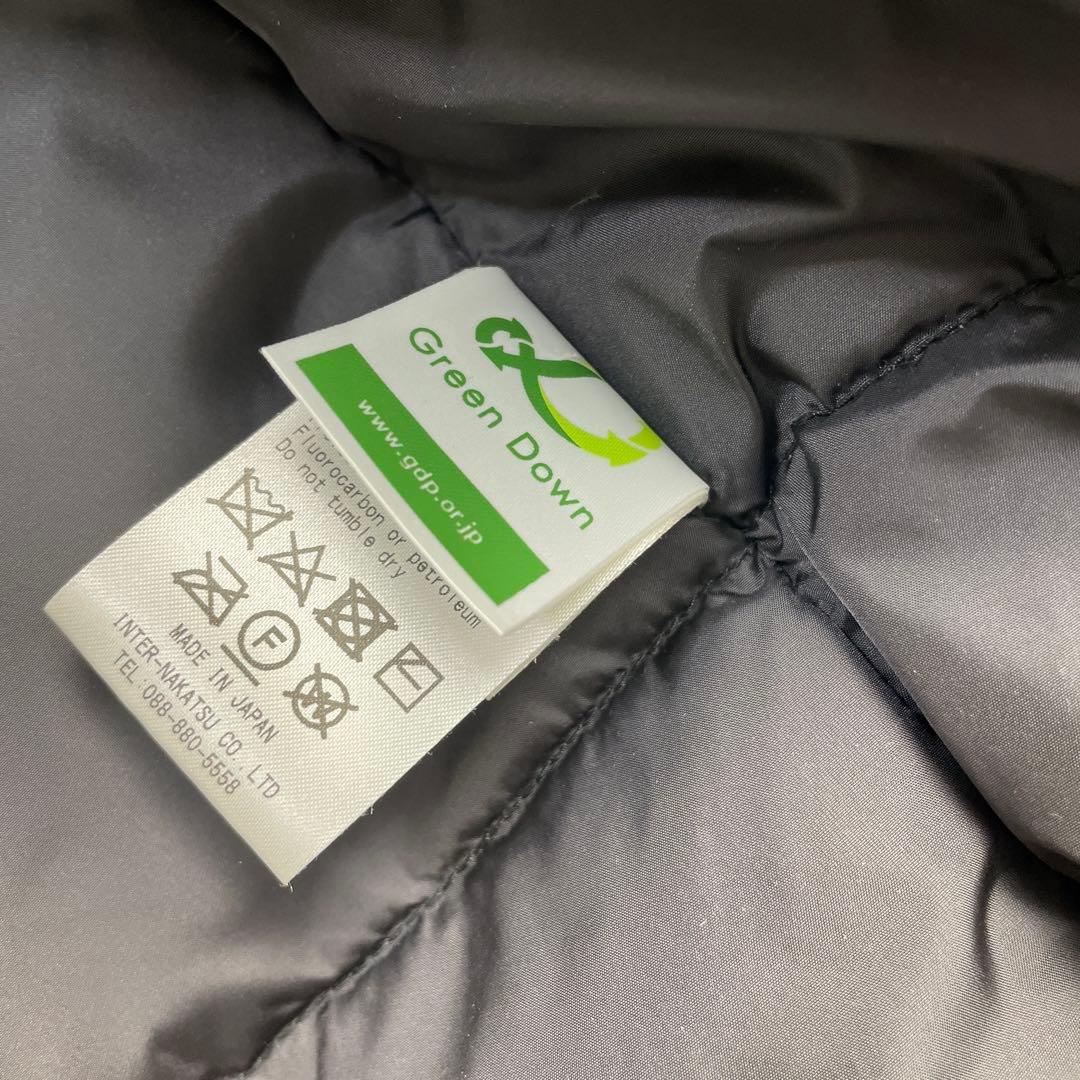 Green Down
www.gdp.or.jp
Fluorocarbon or petroleum
Do not tumble dry
F
W
MADE IN JAPAN
INTER-NAKATSU CO.,LTD
TEL:088-880-5558